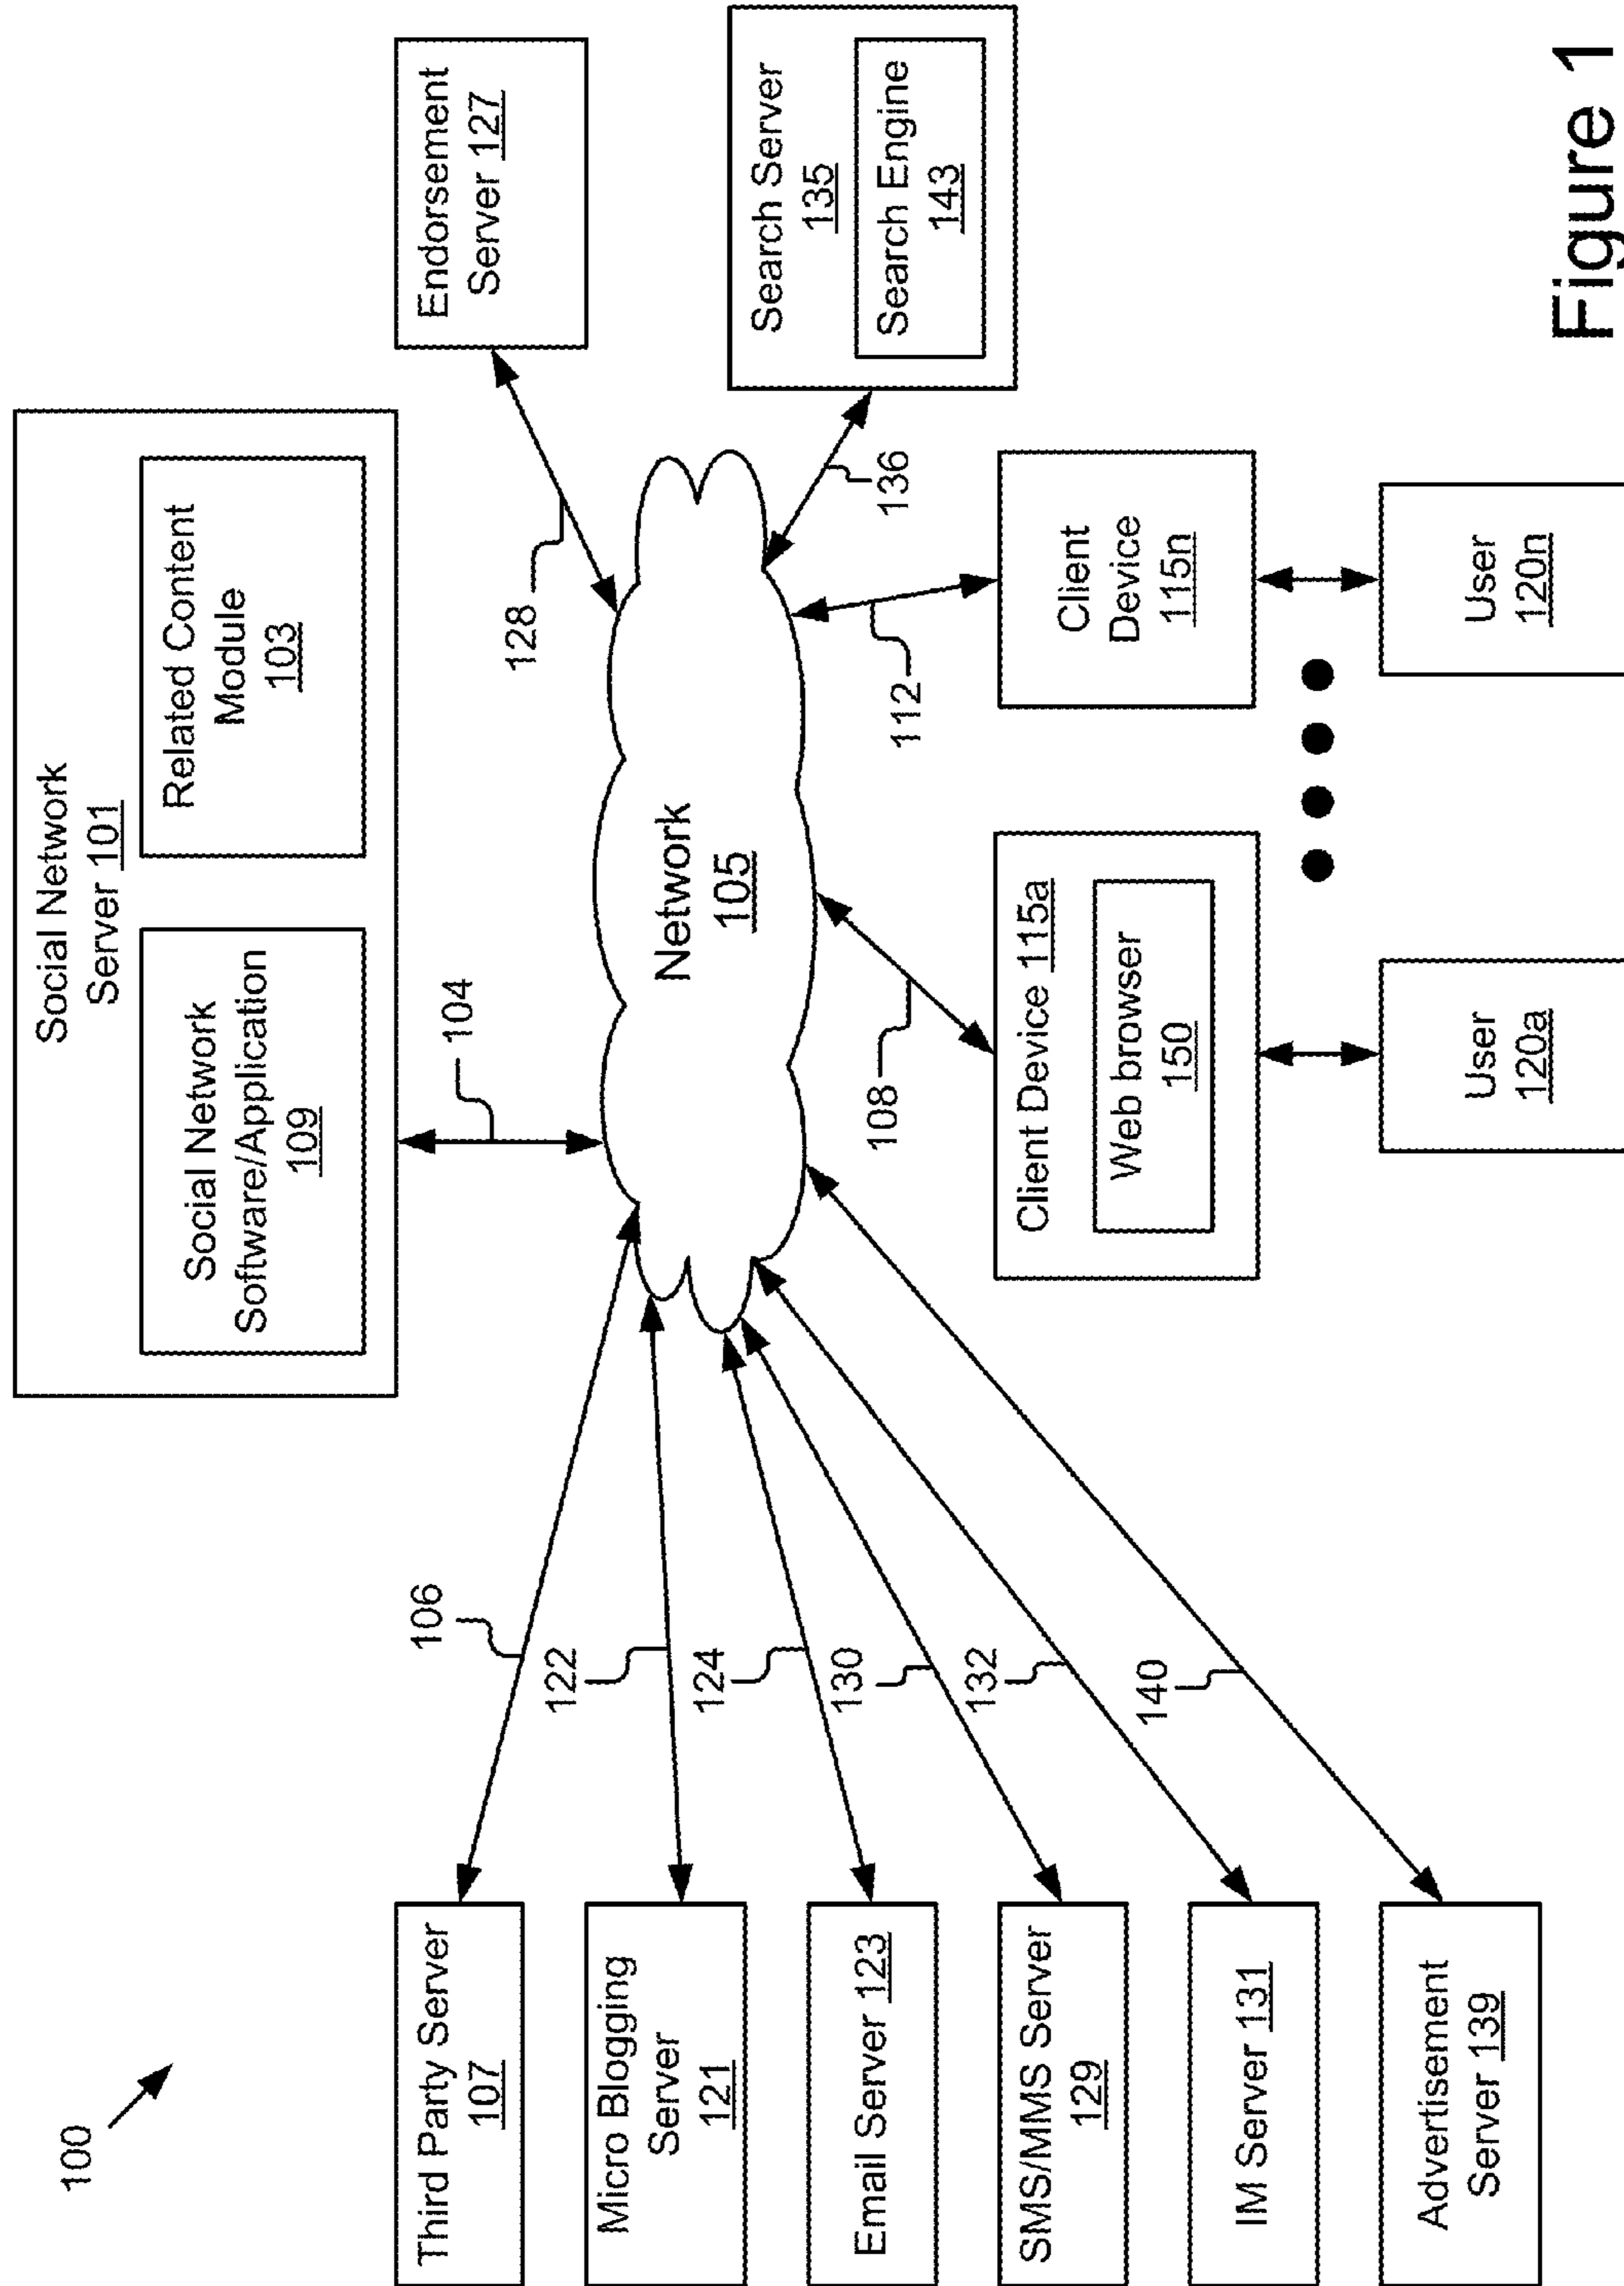 100
Social Network
Server 101
Social Network
Software/Application
109
Related Content
Module
103
104
Third Party Server
107
106
Micro Blogging
Server
121
122
Email Server 123
124
SMS/MMS Server
129
130
IM Server 131
132
Advertisement
Server 139
140
Network
105
128
Endorsement
Server 127
136
Search Server
135
Search Engine
143
108
Client Device 115a
Web browser
150
112
Client
Device
115n
User
120a
User
120n
Figure 1